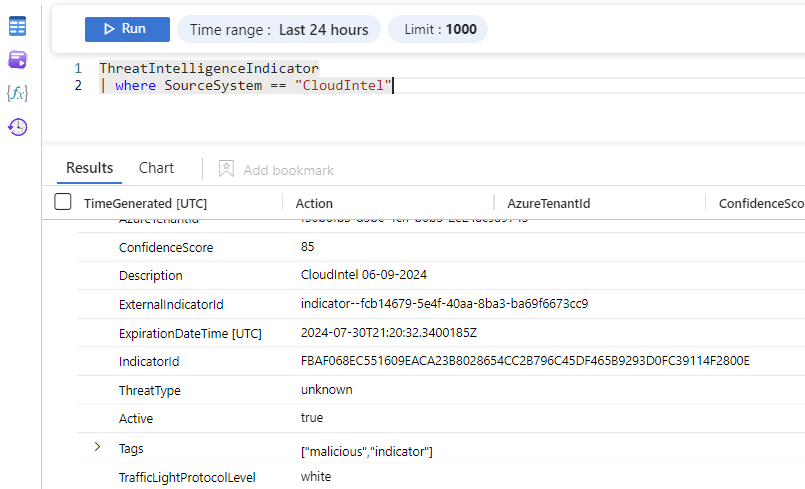 Run Time range : Last 24 hours Limit : 1000
1 ThreatIntelligenceIndicator
2 | where SourceSystem == "CloudIntel"
{fx}
Results Chart Add bookmark
TimeGenerated [UTC] Action AzureTenantId ConfidenceSco
AzureTenantId
ConfidenceScore 85
Description CloudIntel 06-09-2024
ExternalIndicatorId indicator--fcb14679-5e4f-40aa-8ba3-ba69f6673cc9
ExpirationDateTime [UTC] 2024-07-30T21:20:32.3400185Z
IndicatorId FBAF068EC551609EACA23B8028654CC2B796C45DF465B9293D0FC39114F2800E
ThreatType unknown
Active true
Tags ["malicious","indicator"]
TrafficLightProtocolLevel white